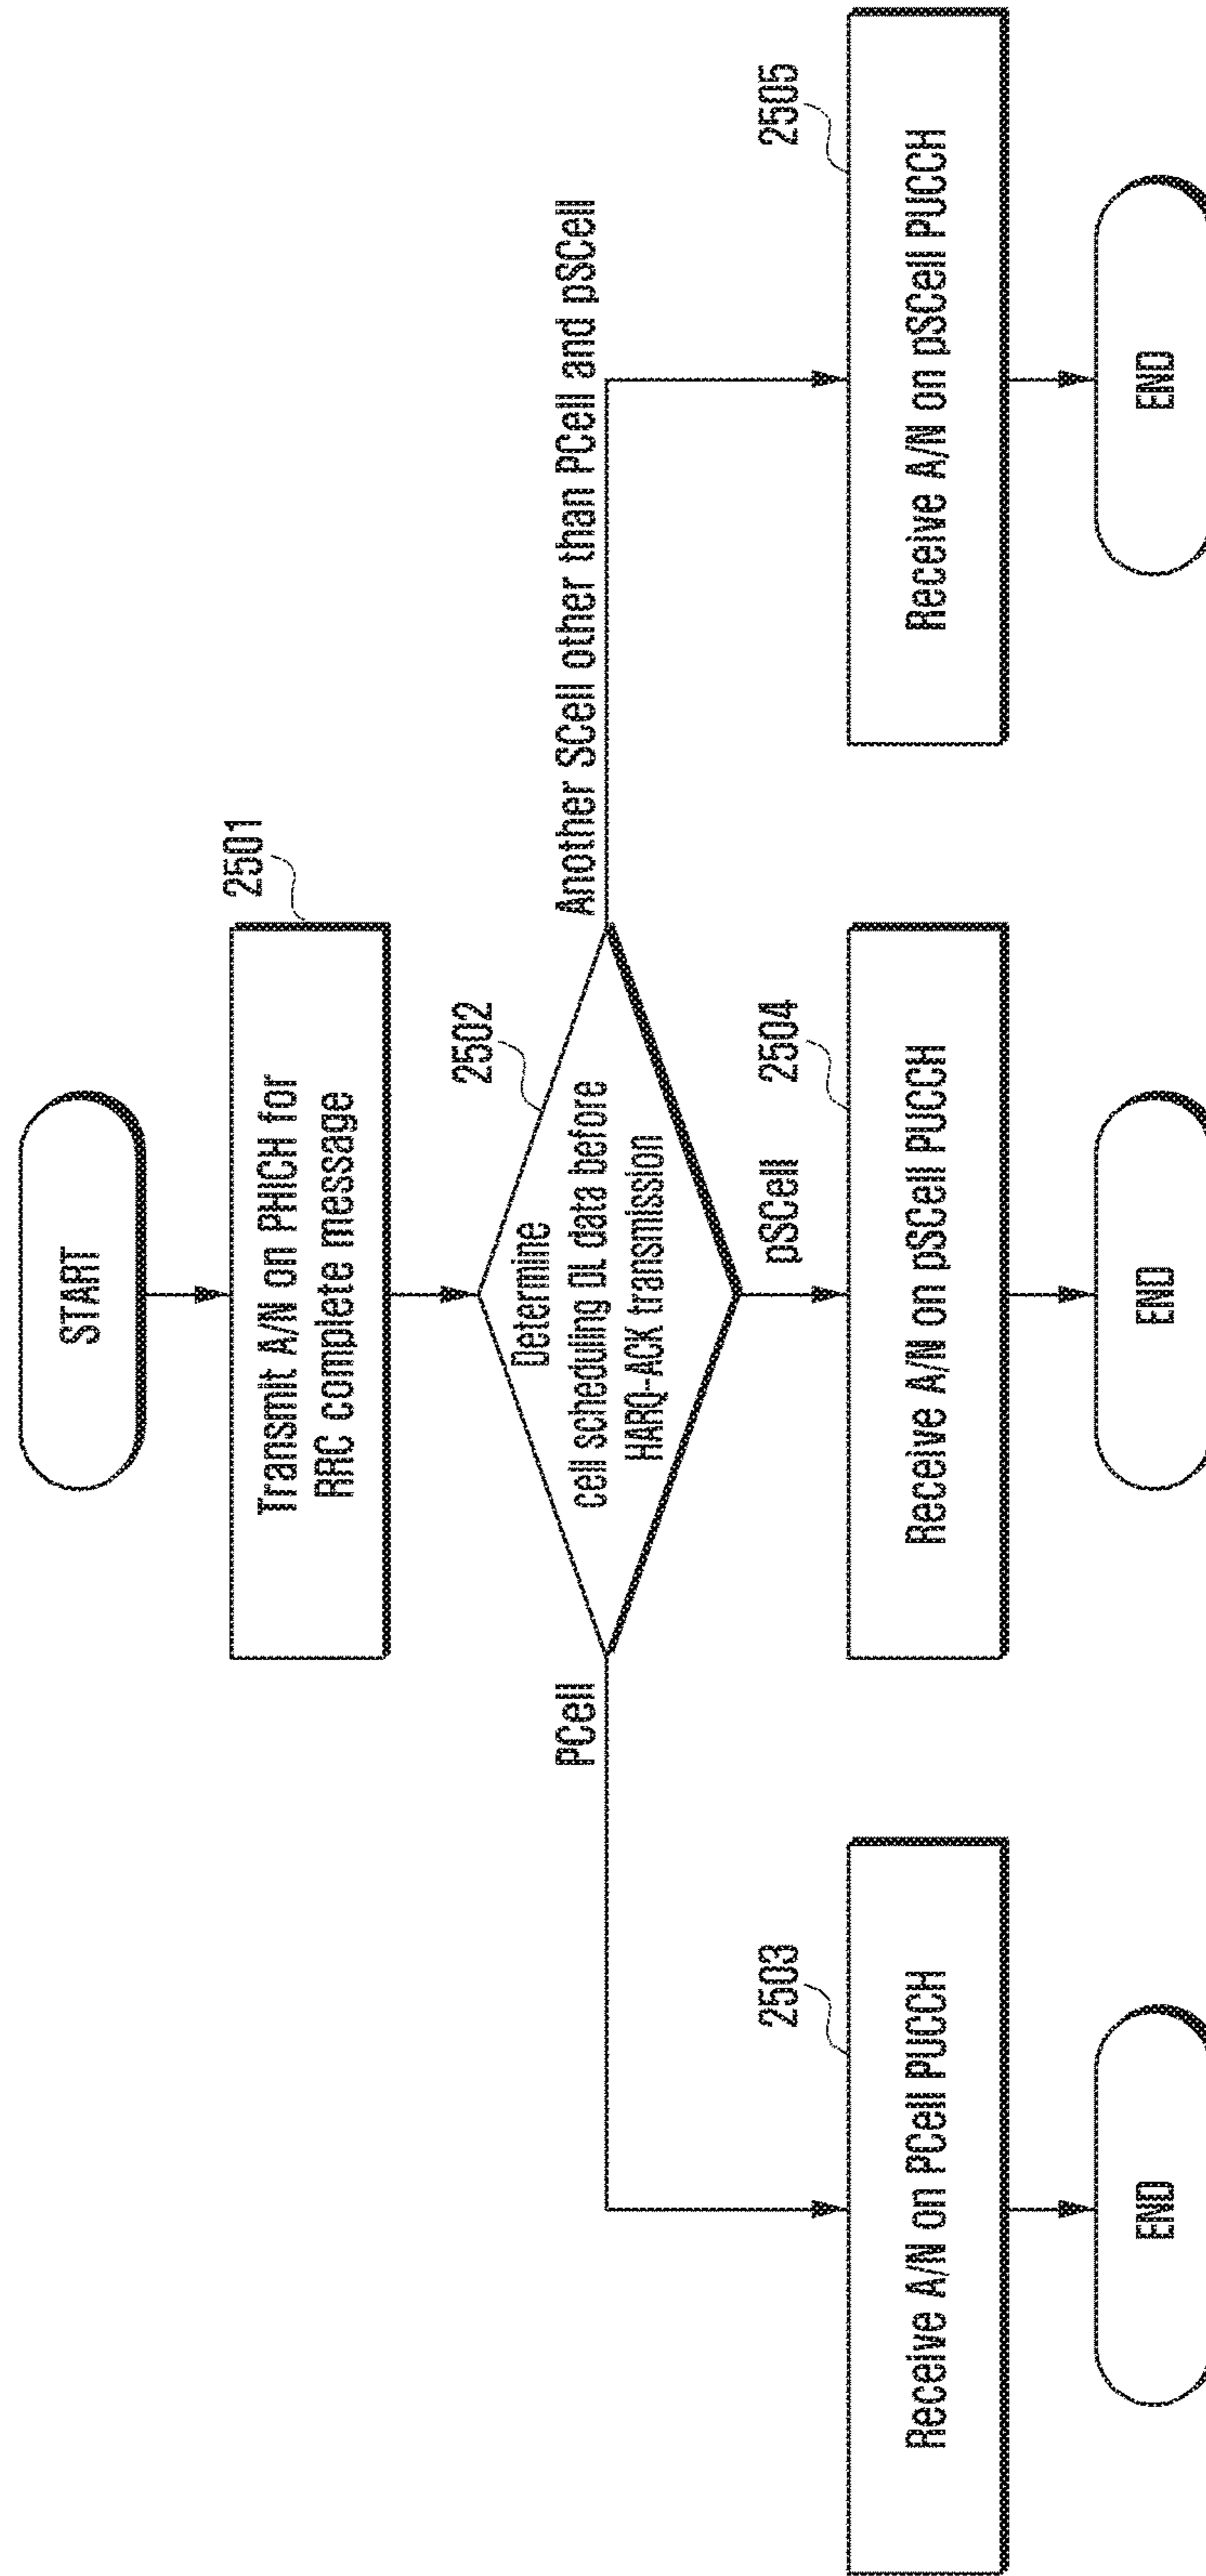 START
2501
Transmit A/N on PHICH for
RRC complete message
2502
Determine
cell scheduling DL data before
HARQ-ACK transmission
PCell
pSCell
Another SCell other than PCell and pSCell
2503
Receive A/N on PCell PUCCH
2504
Receive A/N on pSCell PUCCH
2505
Receive A/N on pSCell PUCCH
END
END
END